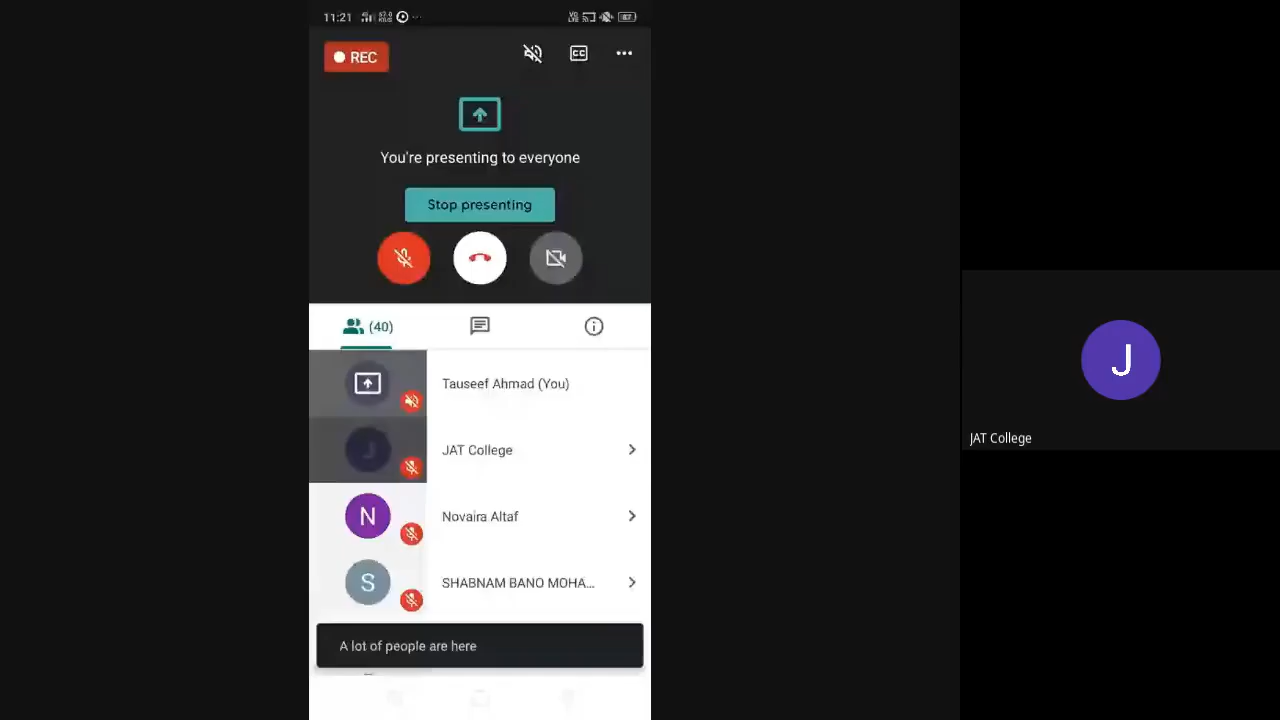 11:21
REC
CC
You're presenting to everyone
Stop presenting
(40)
Tauseef Ahmad (You)
J
JAT College
N
Novaira Altaf
S
SHABNAM BANO MOHA...
A lot of people are here
J
JAT College